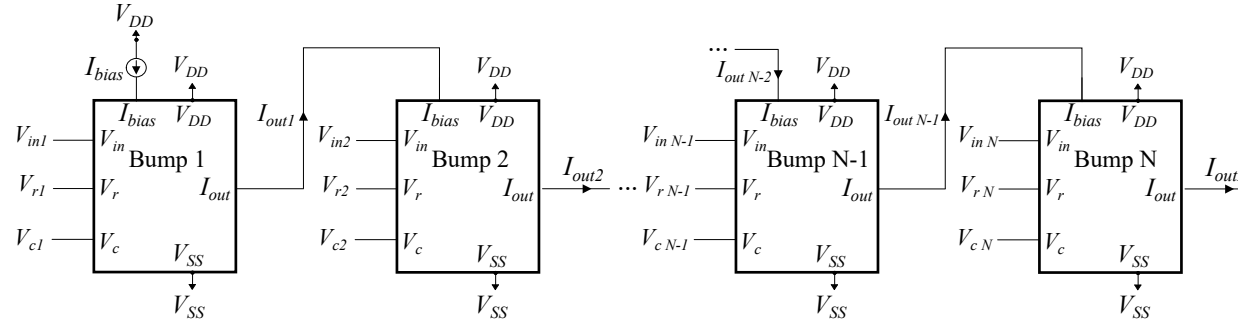 V_DD
I_bias
V_DD
I_bias
V_DD
V_in1
V_in
Bump 1
V_r1
V_r
I_out
V_c1
V_c
V_SS
V_SS
I_out1
V_DD
I_bias
V_DD
V_in2
V_in
Bump 2
V_r2
V_r
I_out
V_c2
V_c
V_SS
V_SS
I_out2
...
...
I_out N-2
V_DD
I_bias
V_DD
V_in N-1
V_in
Bump N-1
V_r N-1
V_r
I_out
V_c N-1
V_c
V_SS
V_SS
I_out N-1
V_DD
I_bias
V_DD
V_in N
V_in
Bump N
V_r N
V_r
I_out
V_c N
V_c
V_SS
V_SS
I_out